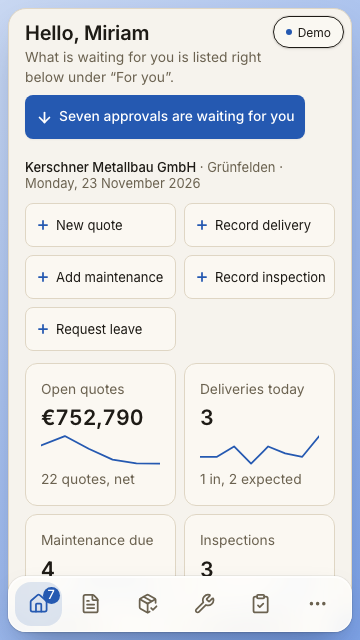 Hello, Miriam
Demo
What is waiting for you is listed right
below under “For you”.
Seven approvals are waiting for you
Kerschner Metallbau GmbH · Grünfelden ·
Monday, 23 November 2026
New quote
Record delivery
Add maintenance
Record inspection
Request leave
Open quotes
€752,790
22 quotes, net
Deliveries today
3
1 in, 2 expected
Maintenance due
4
Inspections
3
7